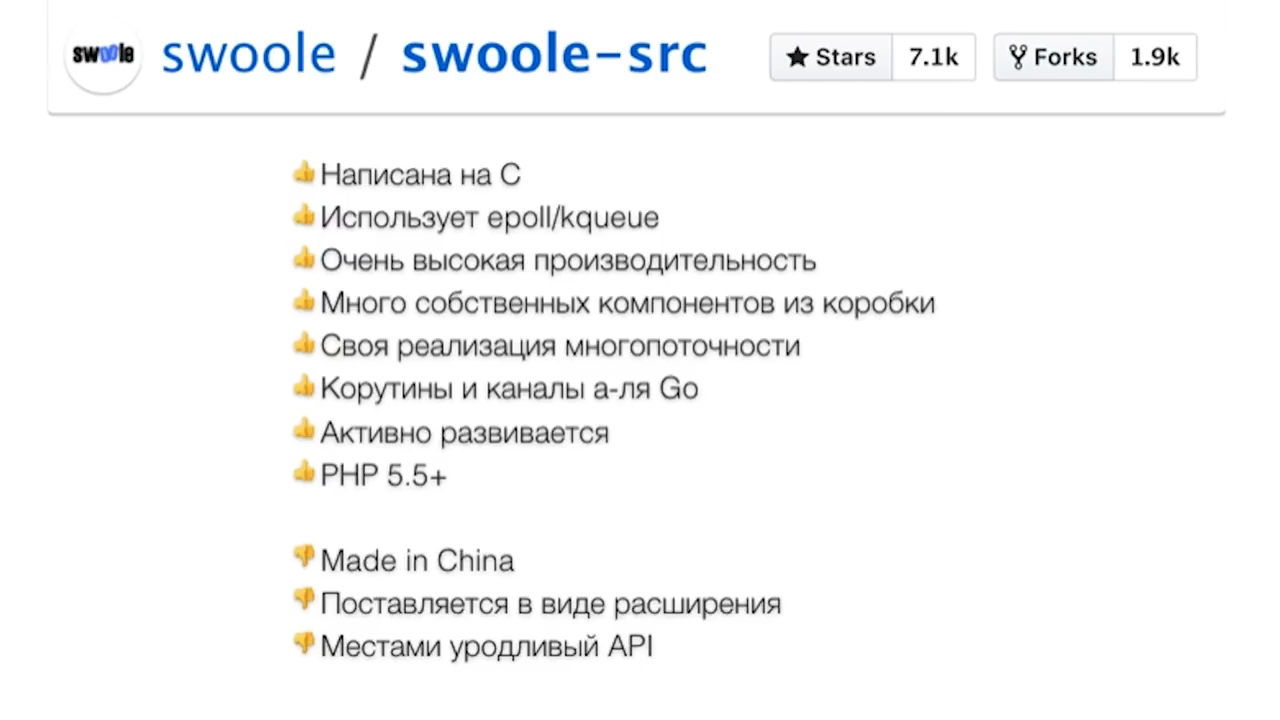 swoole
swoole / swoole-src
Stars 7.1k
Forks 1.9k
Написана на C
Использует epoll/kqueue
Очень высокая производительность
Много собственных компонентов из коробки
Своя реализация многопоточности
Корутины и каналы а-ля Go
Активно развивается
PHP 5.5+
Made in China
Поставляется в виде расширения
Местами уродливый API